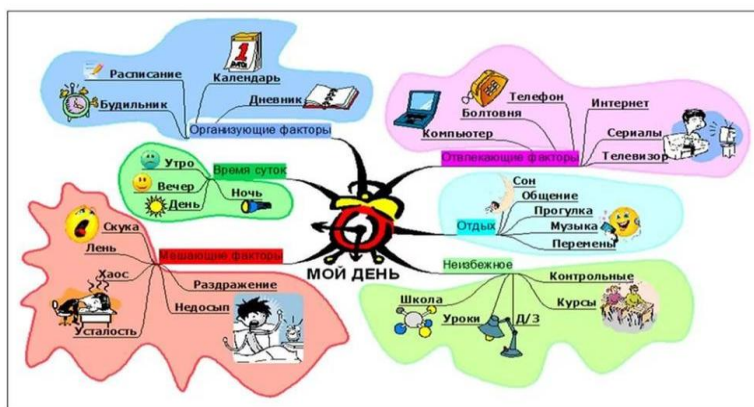 Расписание
Календарь
Будильник
Дневник
Организующие факторы
Телефон
Интернет
Болтовня
Компьютер
Сериалы
Телевизор
Отвлекающие факторы
Утро
Время суток
Вечер
Ночь
День
Сон
Общение
Прогулка
Отдых
Музыка
Перемены
Скука
Лень
Мешающие факторы
Хаос
Раздражение
Недосып
Усталость
МОЙ ДЕНЬ
Неизбежное
Контрольные
Школа
Курсы
Уроки
Д/З
1